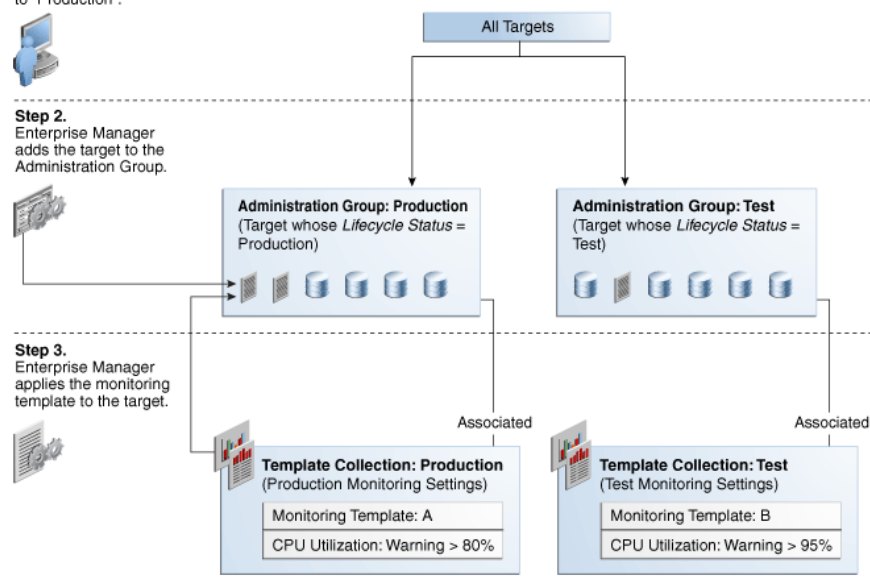 to "Production".
All Targets
Step 2.
Enterprise Manager
adds the target to the
Administration Group.
Administration Group: Production
(Target whose Lifecycle Status =
Production)
Administration Group: Test
(Target whose Lifecycle Status =
Test)
Step 3.
Enterprise Manager
applies the monitoring
template to the target.
Associated
Associated
Template Collection: Production
(Production Monitoring Settings)
Monitoring Template: A
CPU Utilization: Warning > 80%
Template Collection: Test
(Test Monitoring Settings)
Monitoring Template: B
CPU Utilization: Warning > 95%